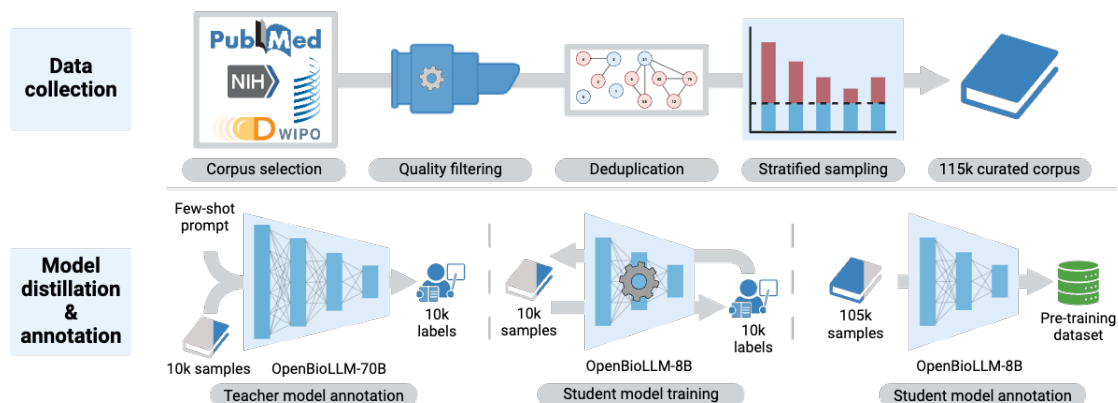 Data
collection
PubMed
NIH
D
WIPO
Corpus selection
Quality filtering
Deduplication
Stratified sampling
115k curated corpus
Model
distillation
&
annotation
Few-shot
prompt
10k samples
OpenBioLLM-70B
10k
labels
Teacher model annotation
10k
samples
OpenBioLLM-8B
10k
labels
Student model training
105k
samples
OpenBioLLM-8B
Pre-training
dataset
Student model annotation